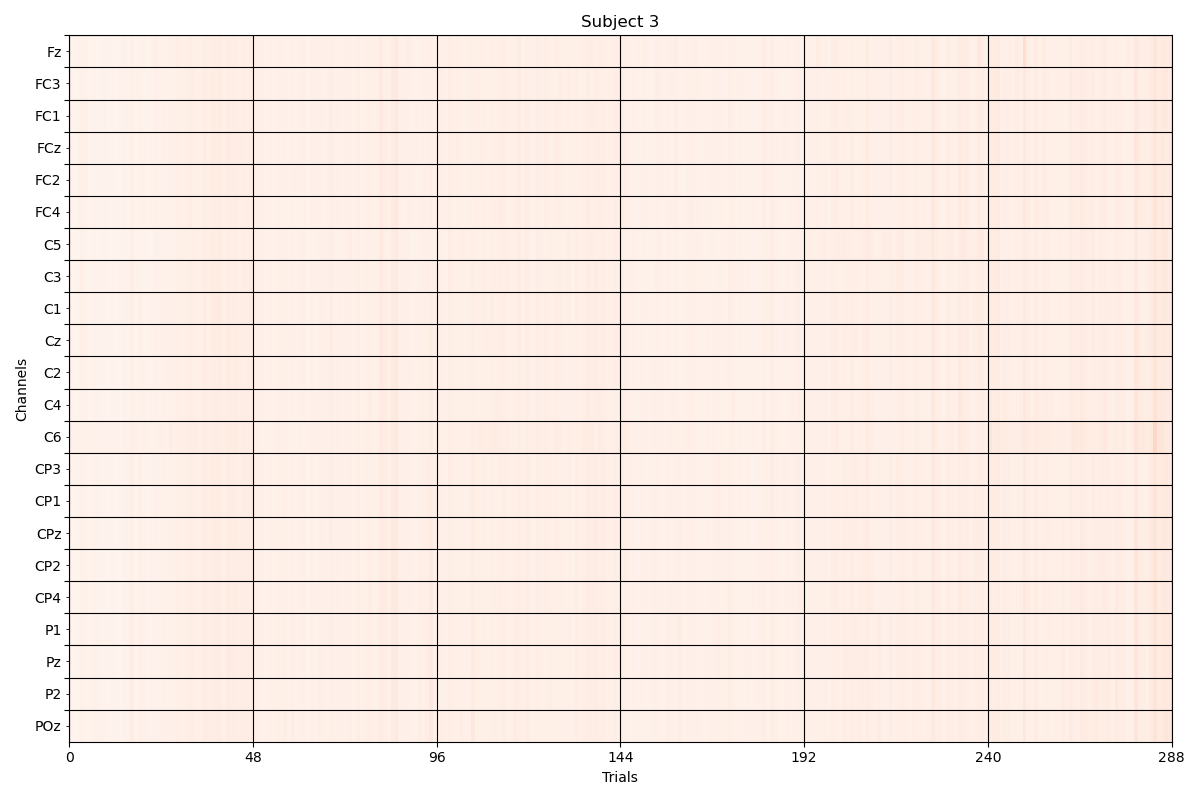 Subject 3
Fz
FC3
FC1
FCz
FC2
FC4
C5
C3
C1
Cz
C2
C4
C6
CP3
CP1
CPz
CP2
CP4
P1
Pz
P2
POz
Channels
0 48 96 144 192 240 288
Trials